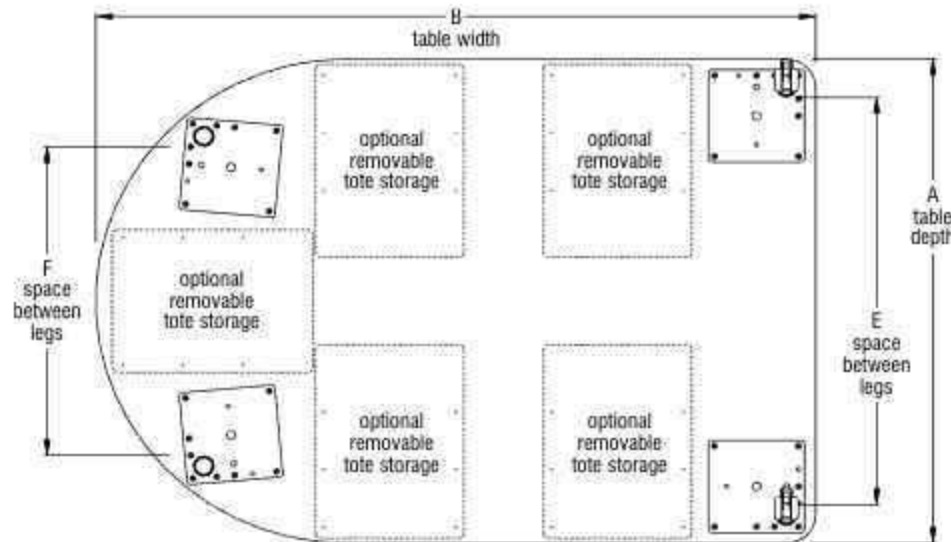 B
table width
optional
removable
tote storage
optional
removable
tote storage
A
table
depth
F
space
between
legs
optional
removable
tote storage
E
space
between
legs
optional
removable
tote storage
optional
removable
tote storage